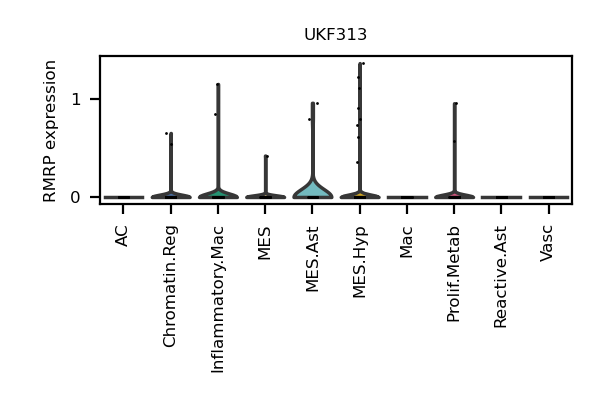 UKF313
RMRP expression
1
0
AC
Chromatin.Reg
Inflammatory.Mac
MES
MES.Ast
MES.Hyp
Mac
Prolif.Metab
Reactive.Ast
Vasc